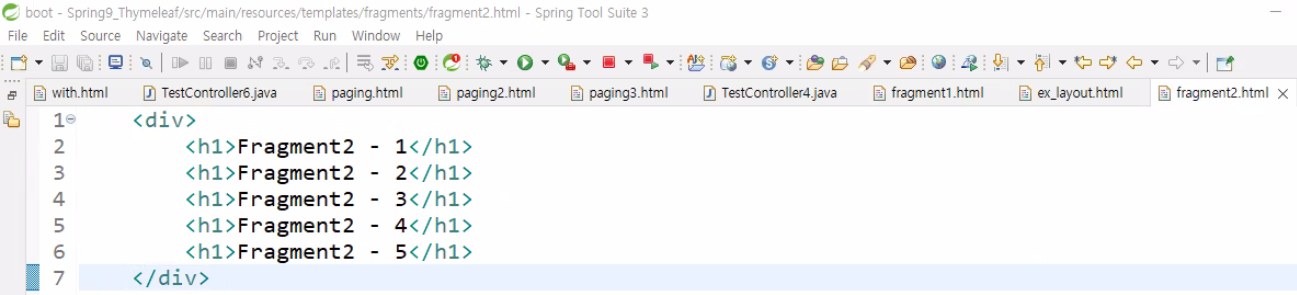 boot - Spring9_Thymeleaf/src/main/resources/templates/fragments/fragment2.html - Spring Tool Suite 3
File Edit Source Navigate Search Project Run Window Help
with.html TestController6.java paging.html paging2.html paging3.html TestController4.java fragment1.html ex_layout.html fragment2.html
1 <div>
2 <h1>Fragment2 - 1</h1>
3 <h1>Fragment2 - 2</h1>
4 <h1>Fragment2 - 3</h1>
5 <h1>Fragment2 - 4</h1>
6 <h1>Fragment2 - 5</h1>
7 </div>